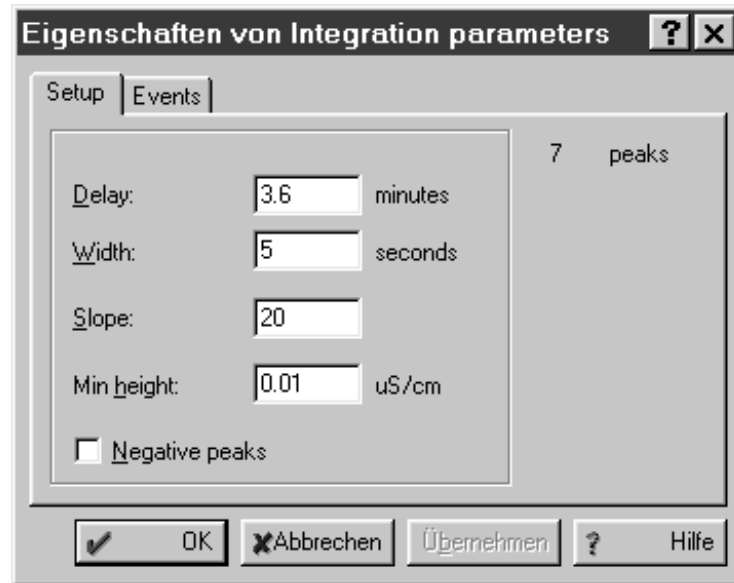 Eigenschaften von Integration parameters ? X
Setup Events
7 peaks
Delay: 3.6 minutes
Width: 5 seconds
Slope: 20
Min height: 0.01 uS/cm
Negative peaks
OK Abbrechen Übernehmen ? Hilfe